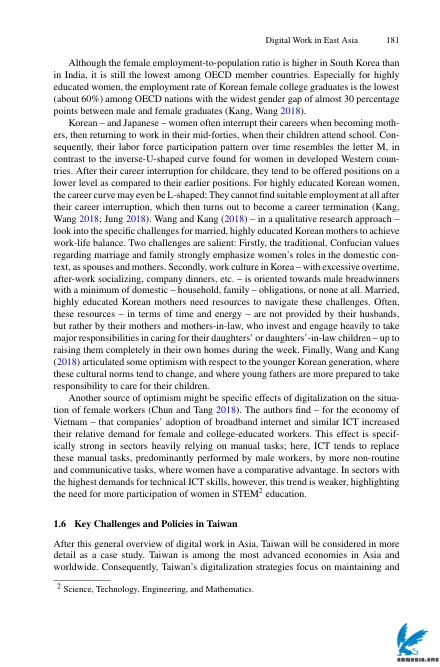 Digital Work in East Asia 181
Although the female employment-to-population ratio is higher in South Korea than
in India, it is still the lowest among OECD member countries. Especially for highly
educated women, the employment rate of Korean female college graduates is the lowest
(about 60%) among OECD nations with the widest gender gap of almost 30 percentage
points between male and female graduates (Kang, Wang 2018).
Korean – and Japanese – women often interrupt their careers when becoming moth-
ers, then returning to work in their mid-forties, when their children attend school. Con-
sequently, their labor force participation pattern over time resembles the letter M, in
contrast to the inverse-U-shaped curve found for women in developed Western coun-
tries. After their career interruption for childcare, they tend to be offered positions on a
lower level as compared to their earlier positions. For highly educated Korean women,
the career curve may even be L-shaped: They cannot find suitable employment at all after
their career interruption, which then turns out to become a career termination (Kang,
Wang 2018; Jung 2018). Wang and Kang (2018) – in a qualitative research approach –
look into the specific challenges for married, highly educated Korean mothers to achieve
work-life balance. Two challenges are salient: Firstly, the traditional, Confucian values
regarding marriage and family strongly emphasize women's roles in the domestic con-
text, as spouses and mothers. Secondly, work culture in Korea – with excessive overtime,
after-work socializing, company dinners, etc. – is oriented towards male breadwinners
with a minimum of domestic – household, family – obligations, or none at all. Married,
highly educated Korean mothers need resources to navigate these challenges. Often,
these resources – in terms of time and energy – are not provided by their husbands,
but rather by their mothers and mothers-in-law, who invest and engage heavily to take
major responsibilities in caring for their daughters' or daughters'-in-law children – up to
raising them completely in their own homes during the week. Finally, Wang and Kang
(2018) articulated some optimism with respect to the younger Korean generation, where
these cultural norms tend to change, and where young fathers are more prepared to take
responsibility to care for their children.
Another source of optimism might be specific effects of digitalization on the situa-
tion of female workers (Chun and Tang 2018). The authors find – for the economy of
Vietnam – that companies' adoption of broadband internet and similar ICT increased
their relative demand for female and college-educated workers. This effect is specif-
ically strong in sectors heavily relying on manual tasks; here, ICT tends to replace
these manual tasks, predominantly performed by male workers, by more non-routine
and communicative tasks, where women have a comparative advantage. In sectors with
the highest demands for technical ICT skills, however, this trend is weaker, highlighting
the need for more participation of women in STEM2 education.
1.6 Key Challenges and Policies in Taiwan
After this general overview of digital work in Asia, Taiwan will be considered in more
detail as a case study. Taiwan is among the most advanced economies in Asia and
worldwide. Consequently, Taiwan's digitalization strategies focus on maintaining and
2 Science, Technology, Engineering, and Mathematics.